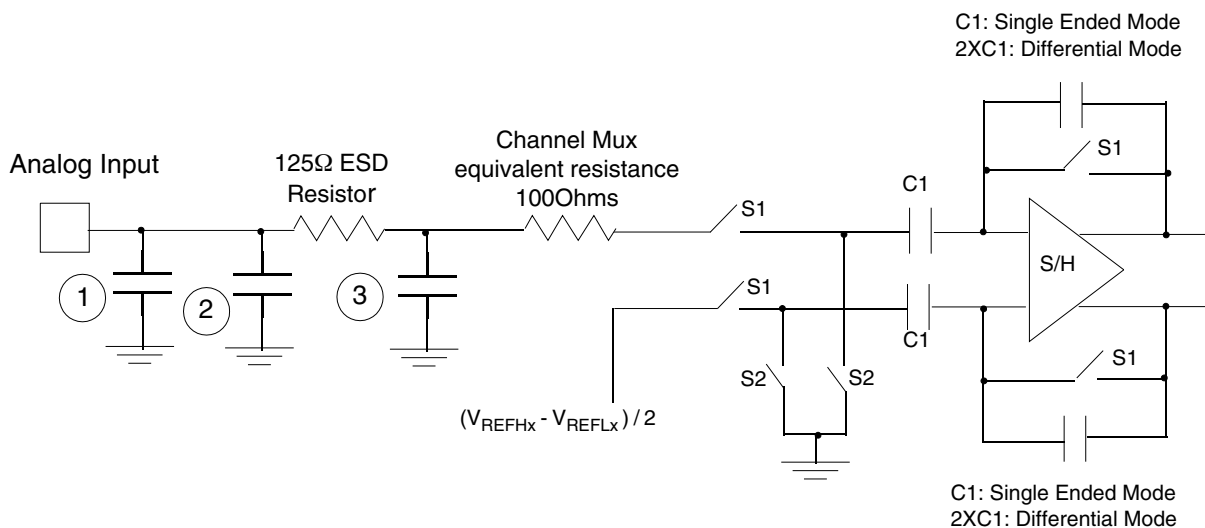 C1: Single Ended Mode
2XC1: Differential Mode
Analog Input
125Ω ESD
Resistor
Channel Mux
equivalent resistance
100Ohms
S1
C1
S1
S/H
1
2
3
S1
C1
S2
S2
S1
(VREFHx - VREFLx ) / 2
C1: Single Ended Mode
2XC1: Differential Mode